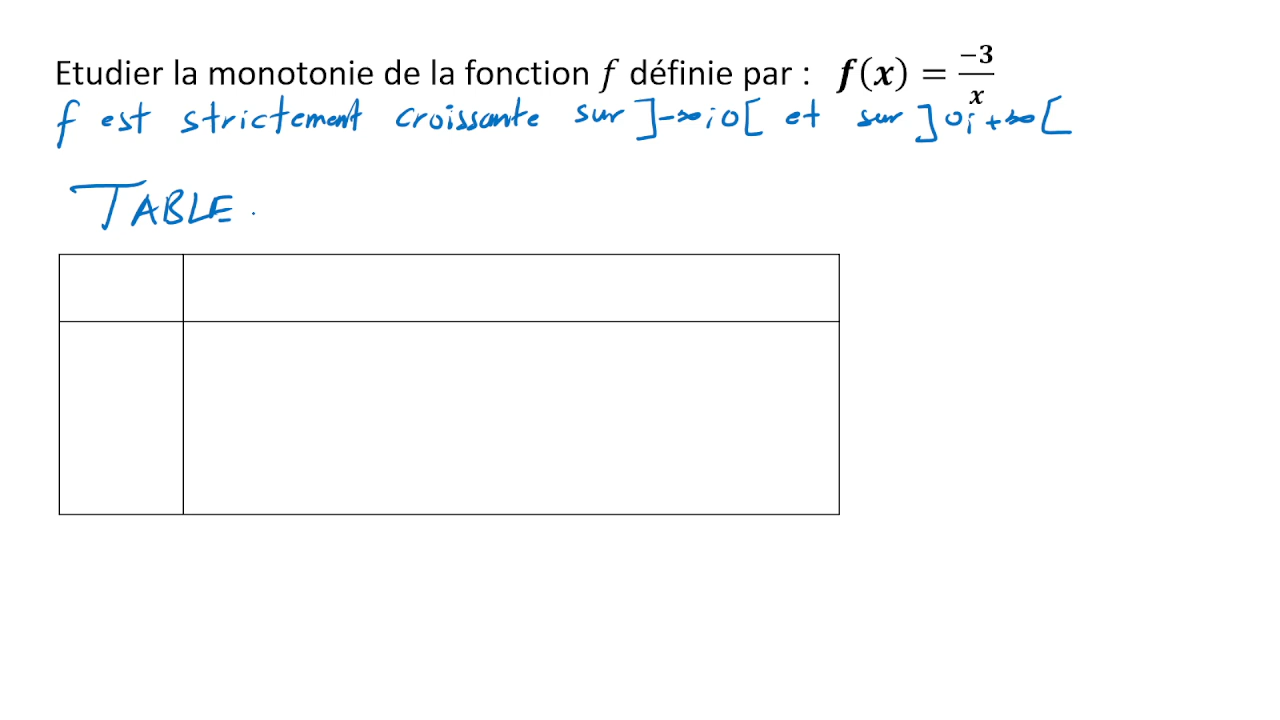 Etudier la monotonie de la fonction f définie par : f(x) = −3/x
f est strictement croissante sur ]-∞;0[ et sur ]0;+∞[
TABLE.